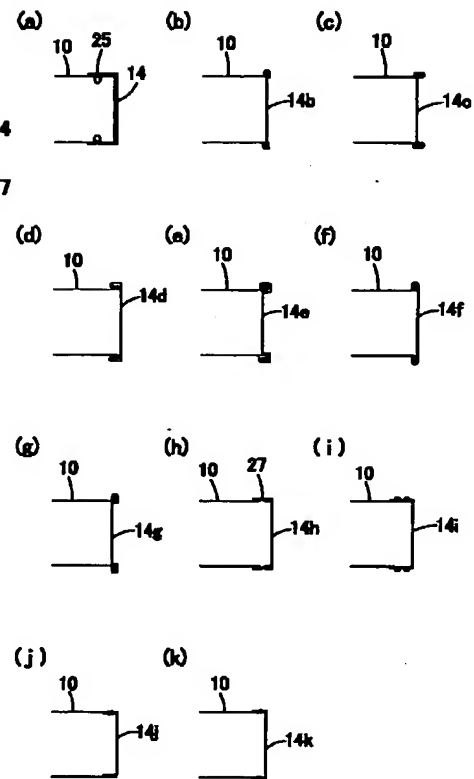 (a) (b) (c)
10 25 10 10
14
14b 14c
4
7
(d) (e) (f)
10 10 10
14d 14e 14f
(g) (h) (i)
10 10 27 10
14g 14h 14i
(j) (k)
10 10
14j 14k